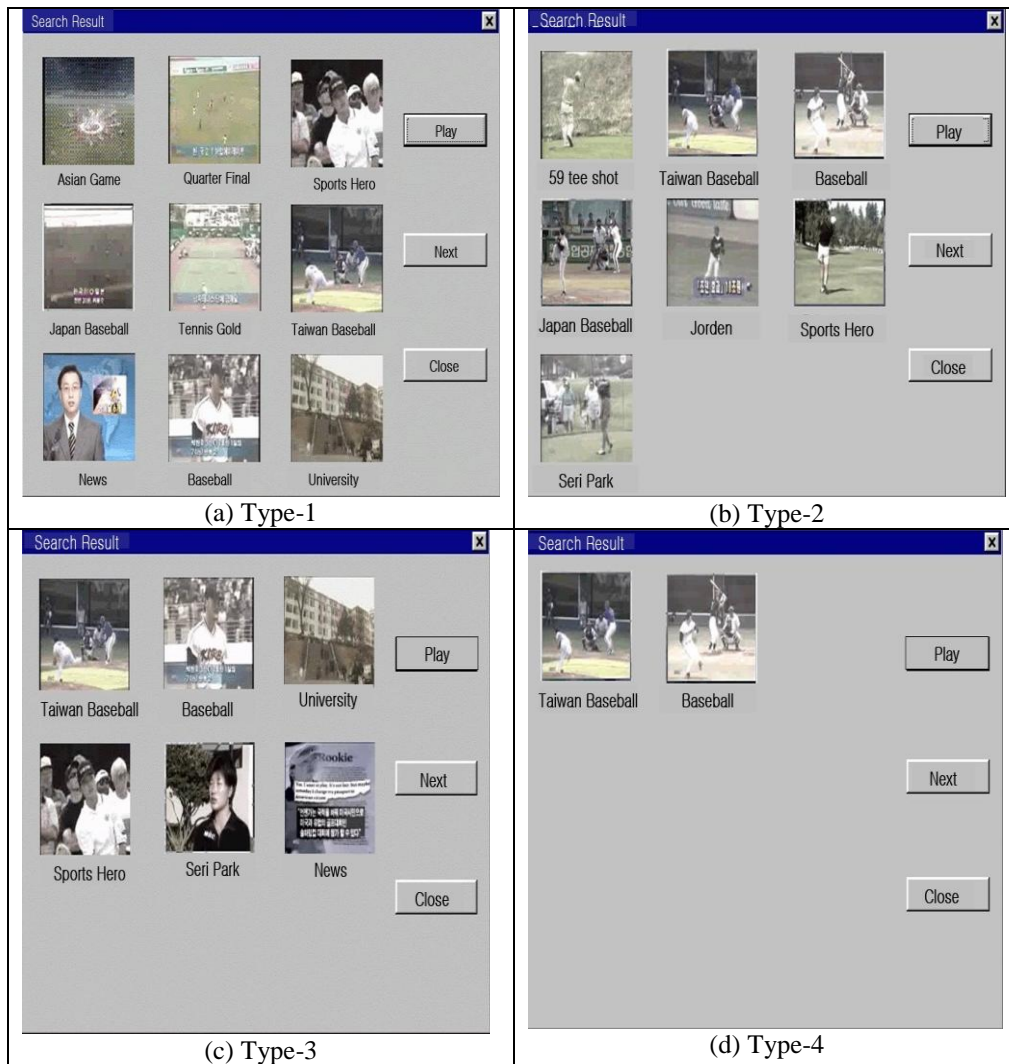 Search Result
Asian Game
Quarter Final
Sports Hero
Play
Japan Baseball
Tennis Gold
Taiwan Baseball
Next
News
Baseball
University
Close
(a) Type-1
Search Result
59 tee shot
Taiwan Baseball
Baseball
Play
Japan Baseball
Jorden
Sports Hero
Next
Seri Park
Close
(b) Type-2
Search Result
Taiwan Baseball
Baseball
University
Play
Sports Hero
Seri Park
Rookie
News
Next
Close
(c) Type-3
Search Result
Taiwan Baseball
Baseball
Play
Next
Close
(d) Type-4